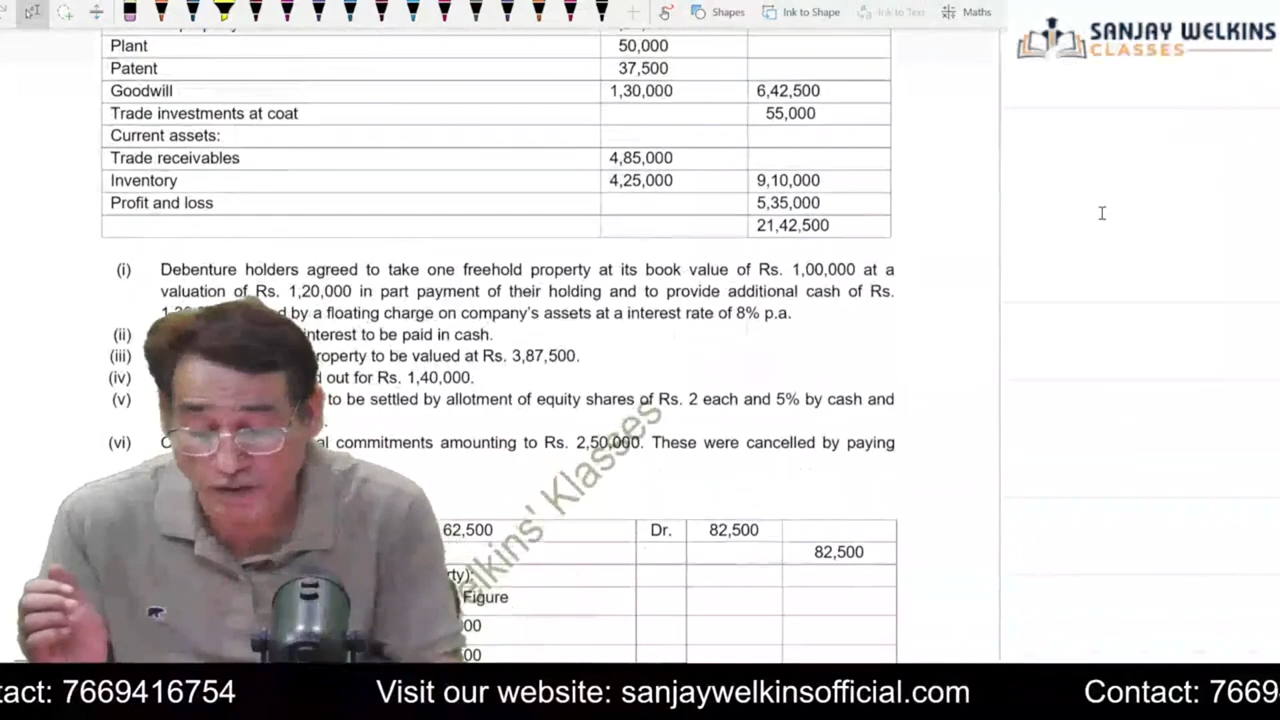 Shapes
Ink to Shape
Ink to Text
Maths
SANJAY WELKINS
CLASSES
Plant 50,000
Patent 37,500
Goodwill 1,30,000 6,42,500
Trade investments at coat 55,000
Current assets:
Trade receivables 4,85,000
Inventory 4,25,000 9,10,000
Profit and loss 5,35,000
21,42,500
(i) Debenture holders agreed to take one freehold property at its book value of Rs. 1,00,000 at a
valuation of Rs. 1,20,000 in part payment of their holding and to provide additional cash of Rs.
by a floating charge on company's assets at a interest rate of 8% p.a.
(ii) interest to be paid in cash.
(iii) to be valued at Rs. 3,87,500.
(iv) out for Rs. 1,40,000.
(v) to be settled by allotment of equity shares of Rs. 2 each and 5% by cash and
(vi) commitments amounting to Rs. 2,50,000. These were cancelled by paying
Welkins' Klasses
62,500 Dr. 82,500
82,500
Figure
Contact: 7669416754
Visit our website: sanjaywelkinsofficial.com
Contact: 7669